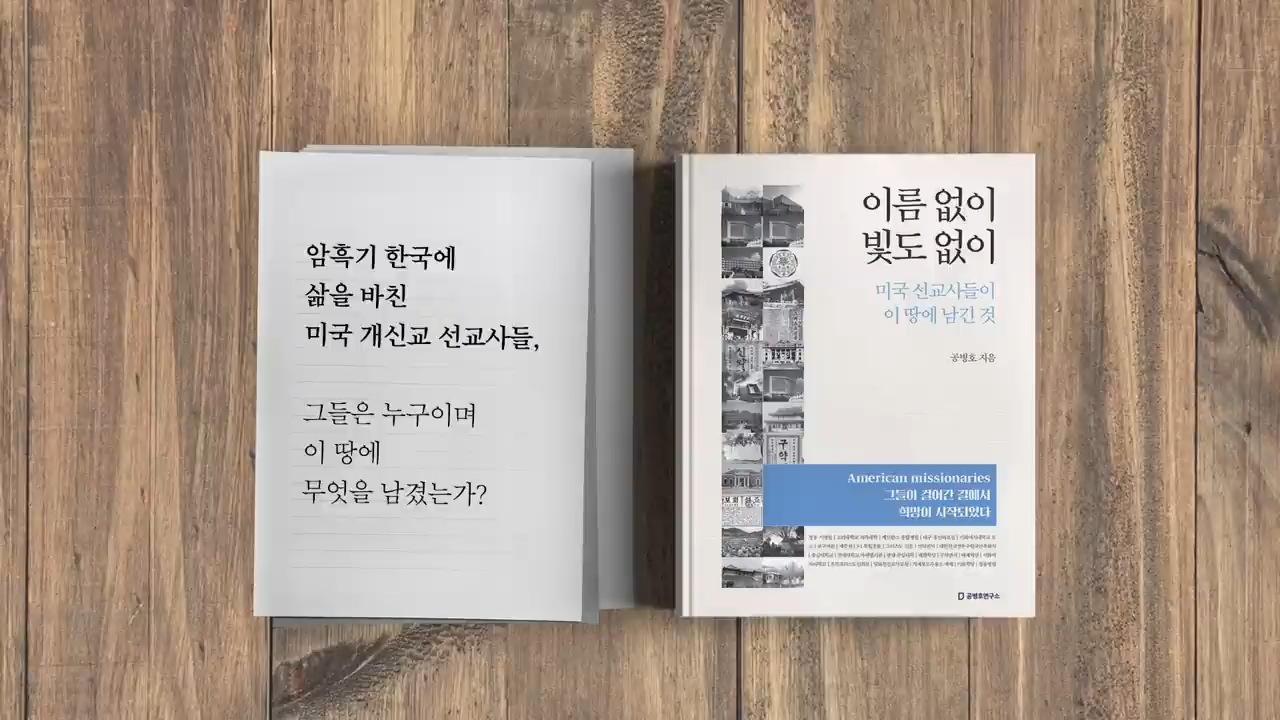 암흑기 한국에
삶을 바친
미국 개신교 선교사들,
그들은 누구이며
이 땅에
무엇을 남겼는가?
이름 없이
빛도 없이
미국 선교사들이
이 땅에 남긴 것
공병호 지음
구약
American missionaries
그들이 걸어간 길에서
희망이 시작되었다
공병호연구소